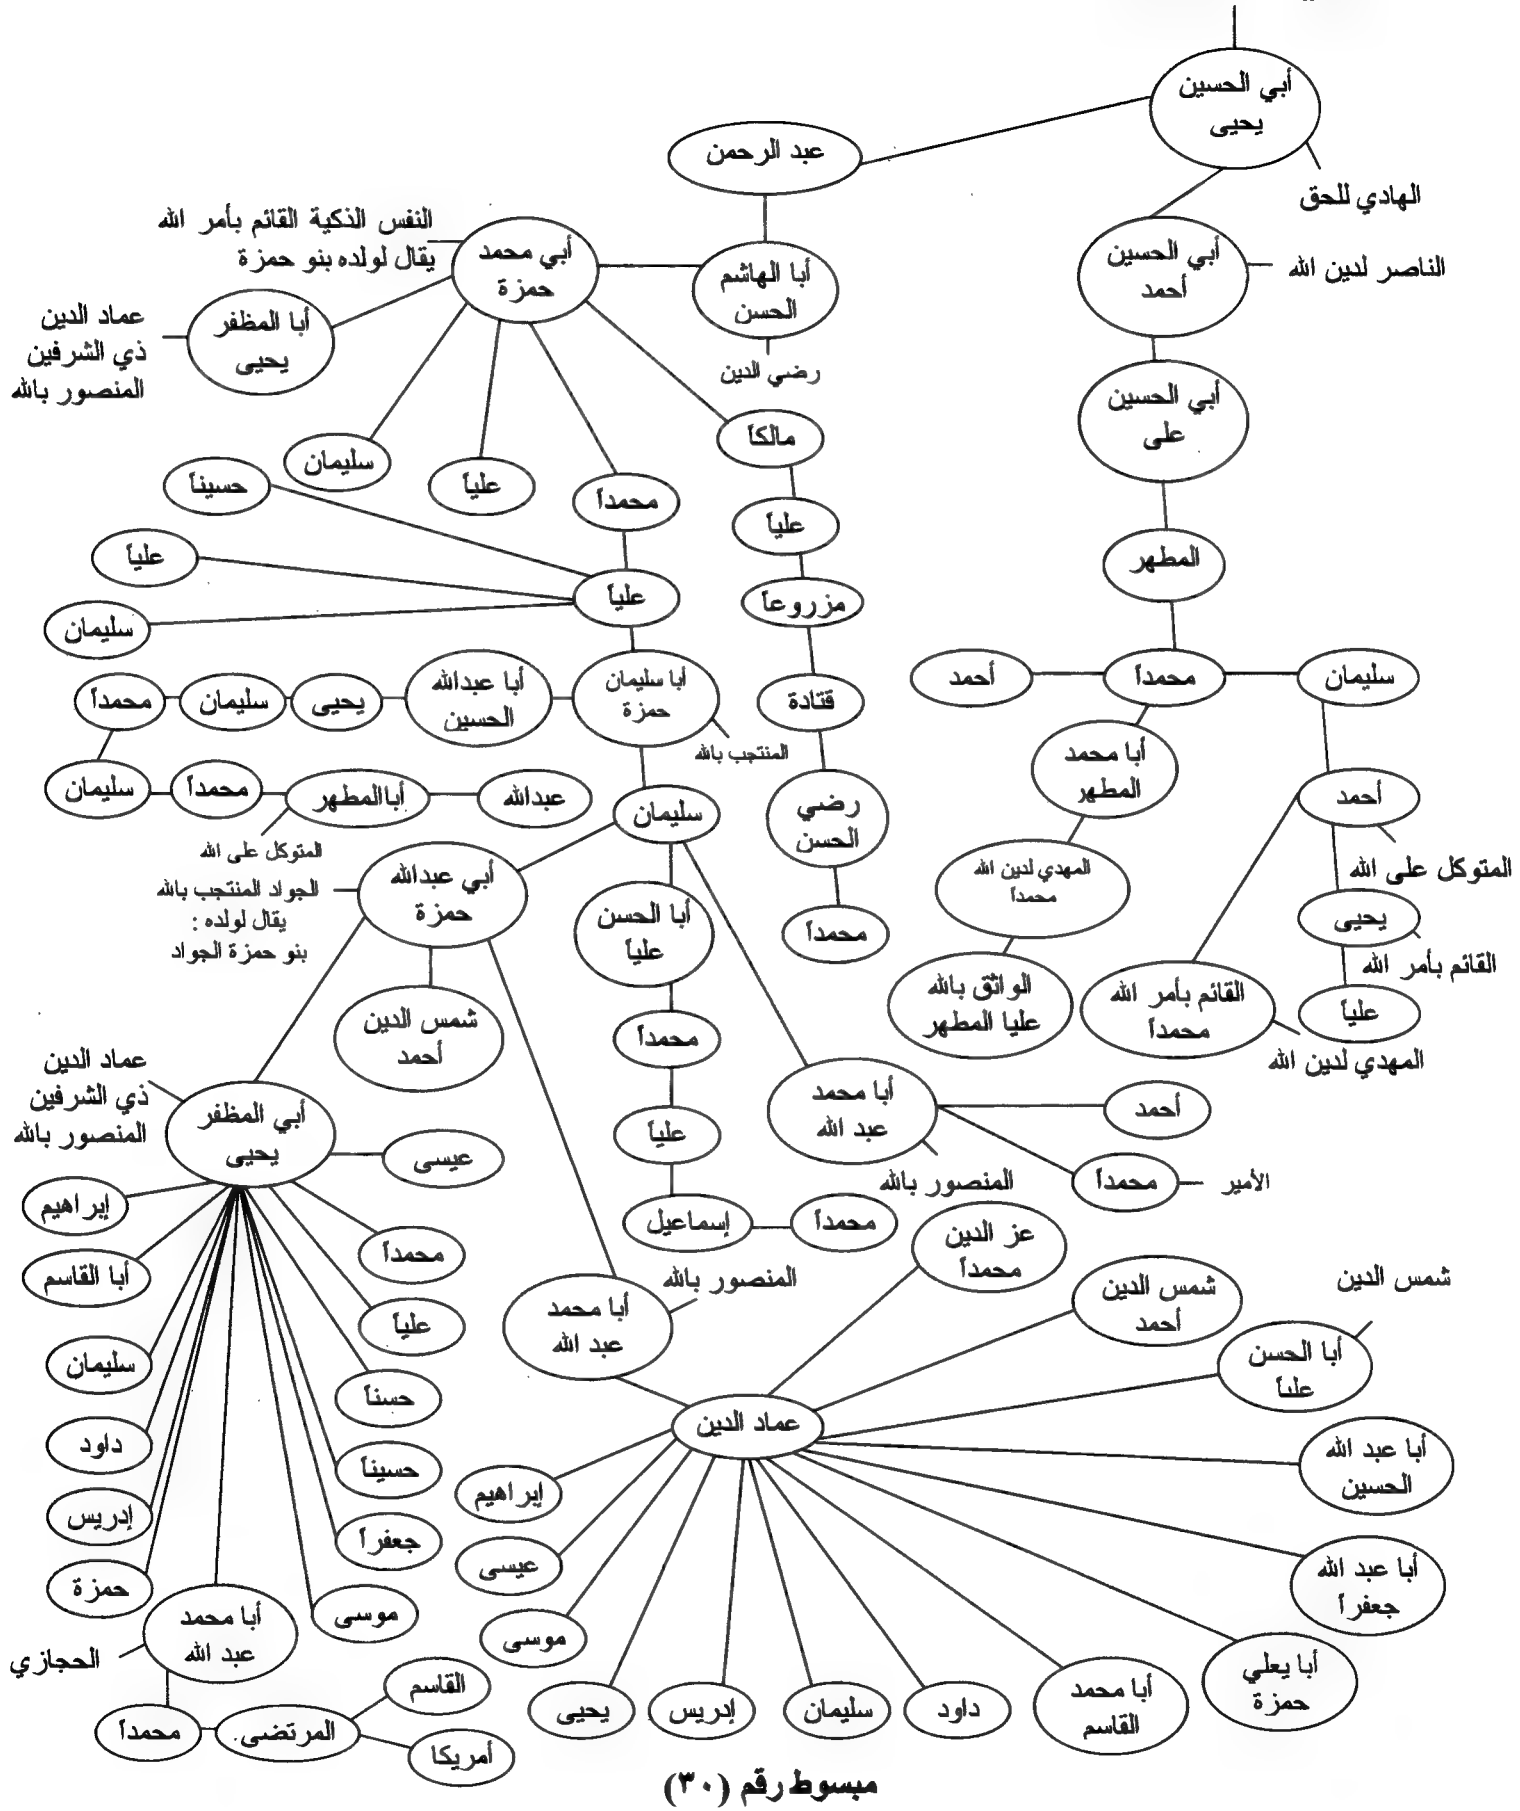 أبي الحسين
يحيى
عبد الرحمن
الهادي للحق
النفس الذكية القائم بأمر الله
يقال لولده بنو حمزة
أبي محمد
حمزة
أبا الهاشم
الحسن
رضي الدين
أبي الحسين
أحمد
الناصر لدين الله
عماد الدين
ذي الشرفين
المنصور بالله
أبا المظفر
يحيى
أبي الحسين
على
سليمان
علياً
محمداً
مالكاً
حسيناً
علياً
علياً
علياً
سليمان
مزروعاً
المطهر
محمداً
سليمان
يحيى
أبا عبدالله
الحسين
أبا سليمان
حمزة
المنتجب بالله
قتادة
أحمد
محمداً
سليمان
سليمان
محمداً
أباالمطهر
عبدالله
المتوكل على الله
سليمان
رضي
الحسن
أبا محمد
المطهر
أحمد
المتوكل على الله
الجواد المنتجب بالله
يقال لولده :
بنو حمزة الجواد
أبي عبدالله
حمزة
أبا الحسن
علياً
محمداً
المهدي لدين الله
محمداً
يحيى
القائم بأمر الله
الواثق بالله
عليا المطهر
القائم بأمر الله
محمداً
المهدي لدين الله
علياً
شمس الدين
أحمد
محمداً
عماد الدين
ذي الشرفين
المنصور بالله
أبي المظفر
يحيى
عيسى
علياً
أبا محمد
عبد الله
المنصور بالله
أحمد
محمداً
الأمير
إبراهيم
محمداً
إسماعيل
محمداً
عز الدين
محمداً
أبا القاسم
علياً
أبا محمد
عبد الله
المنصور بالله
شمس الدين
أحمد
شمس الدين
أبا الحسن
علياً
سليمان
حسناً
عماد الدين
داود
حسيناً
إبراهيم
أبا عبد الله
الحسين
إدريس
جعفراً
عيسى
أبا عبد الله
جعفراً
حمزة
أبا محمد
عبد الله
الحجازي
موسى
موسى
أبا يعلي
حمزة
القاسم
يحيى
إدريس
سليمان
داود
أبا محمد
القاسم
محمداً
المرتضى
أمريكا
مبسوط رقم (٣٠)